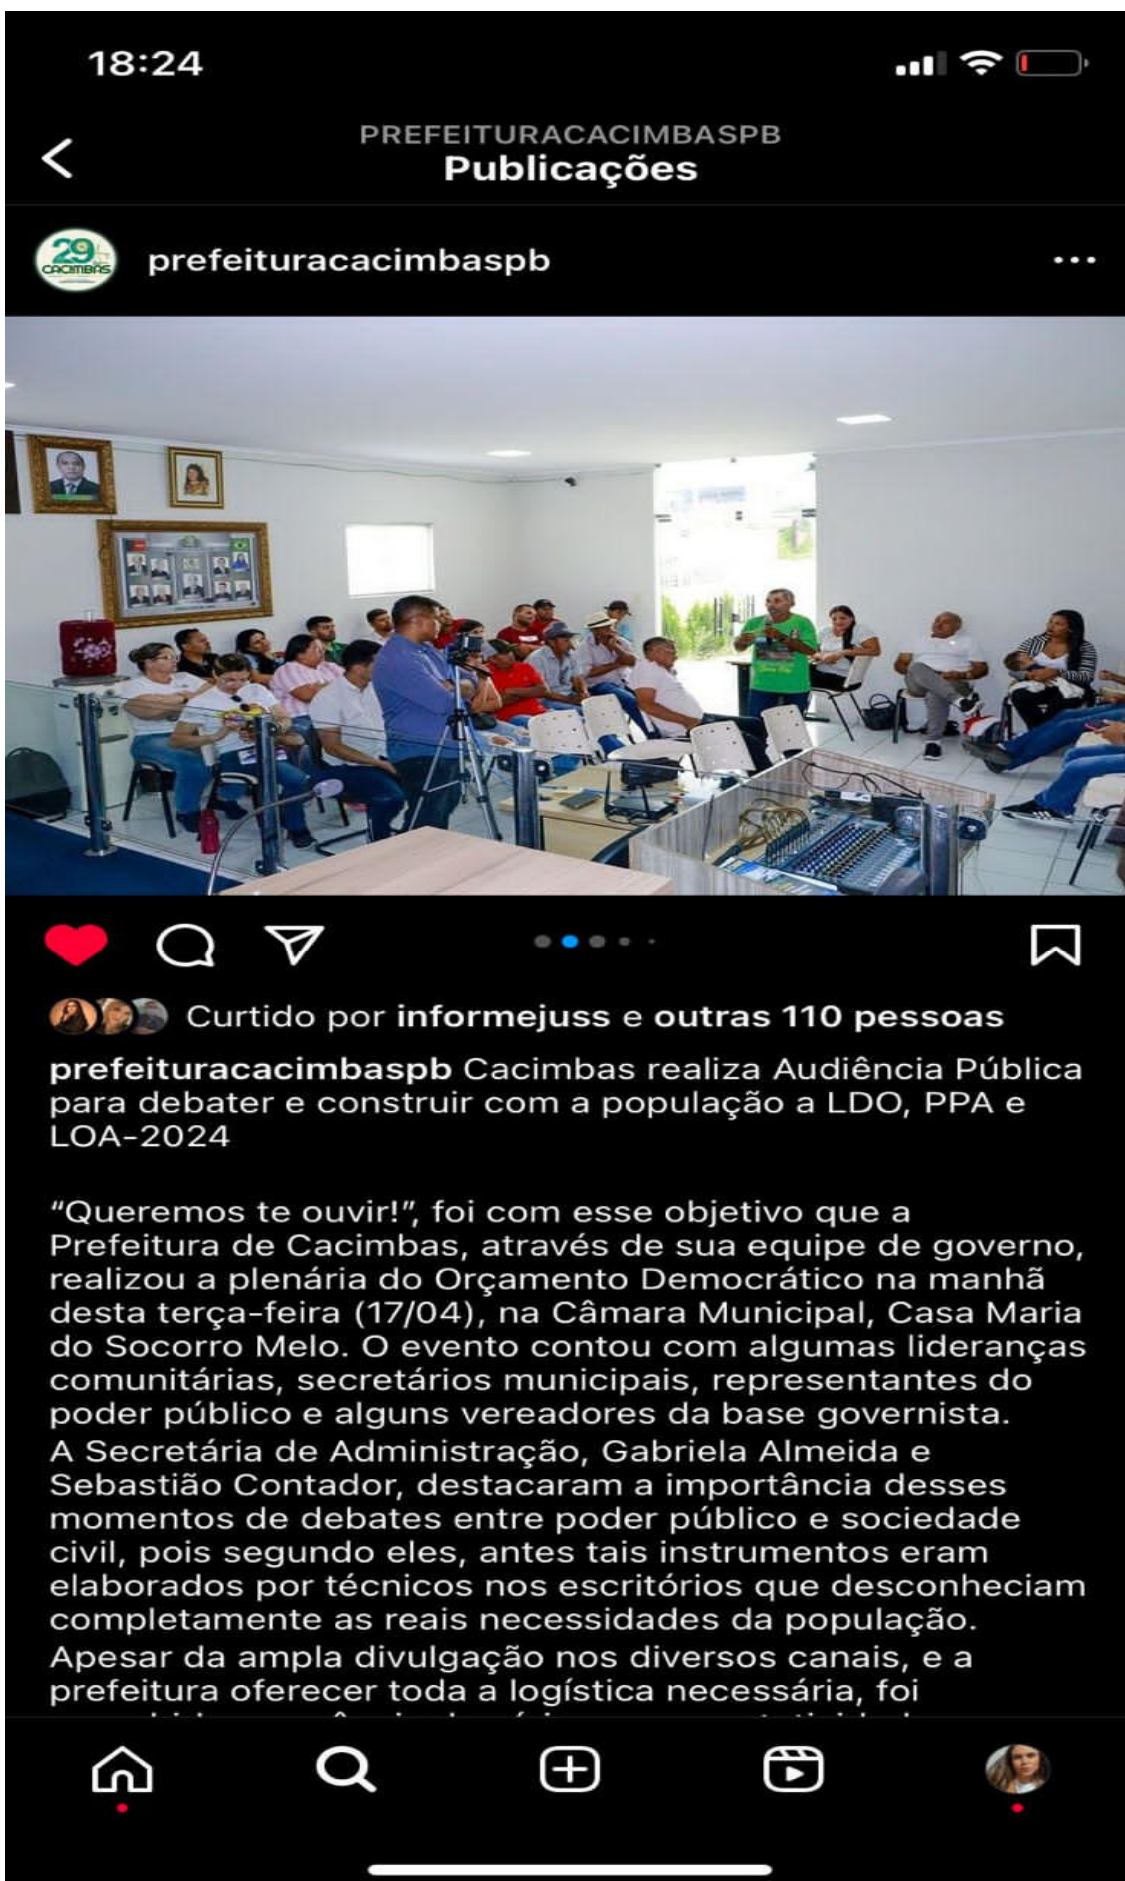 18:24
PREFEITURACACIMBASPB
Publicações
29
CACIMBAS
prefeituracacimbaspb
Curtido por informejuss e outras 110 pessoas
prefeituracacimbaspb Cacimbas realiza Audiência Pública
para debater e construir com a população a LDO, PPA e
LOA-2024
“Queremos te ouvir!”, foi com esse objetivo que a
Prefeitura de Cacimbas, através de sua equipe de governo,
realizou a plenária do Orçamento Democrático na manhã
desta terça-feira (17/04), na Câmara Municipal, Casa Maria
do Socorro Melo. O evento contou com algumas lideranças
comunitárias, secretários municipais, representantes do
poder público e alguns vereadores da base governista.
A Secretária de Administração, Gabriela Almeida e
Sebastião Contador, destacaram a importância desses
momentos de debates entre poder público e sociedade
civil, pois segundo eles, antes tais instrumentos eram
elaborados por técnicos nos escritórios que desconheciam
completamente as reais necessidades da população.
Apesar da ampla divulgação nos diversos canais, e a
prefeitura oferecer toda a logística necessária, foi